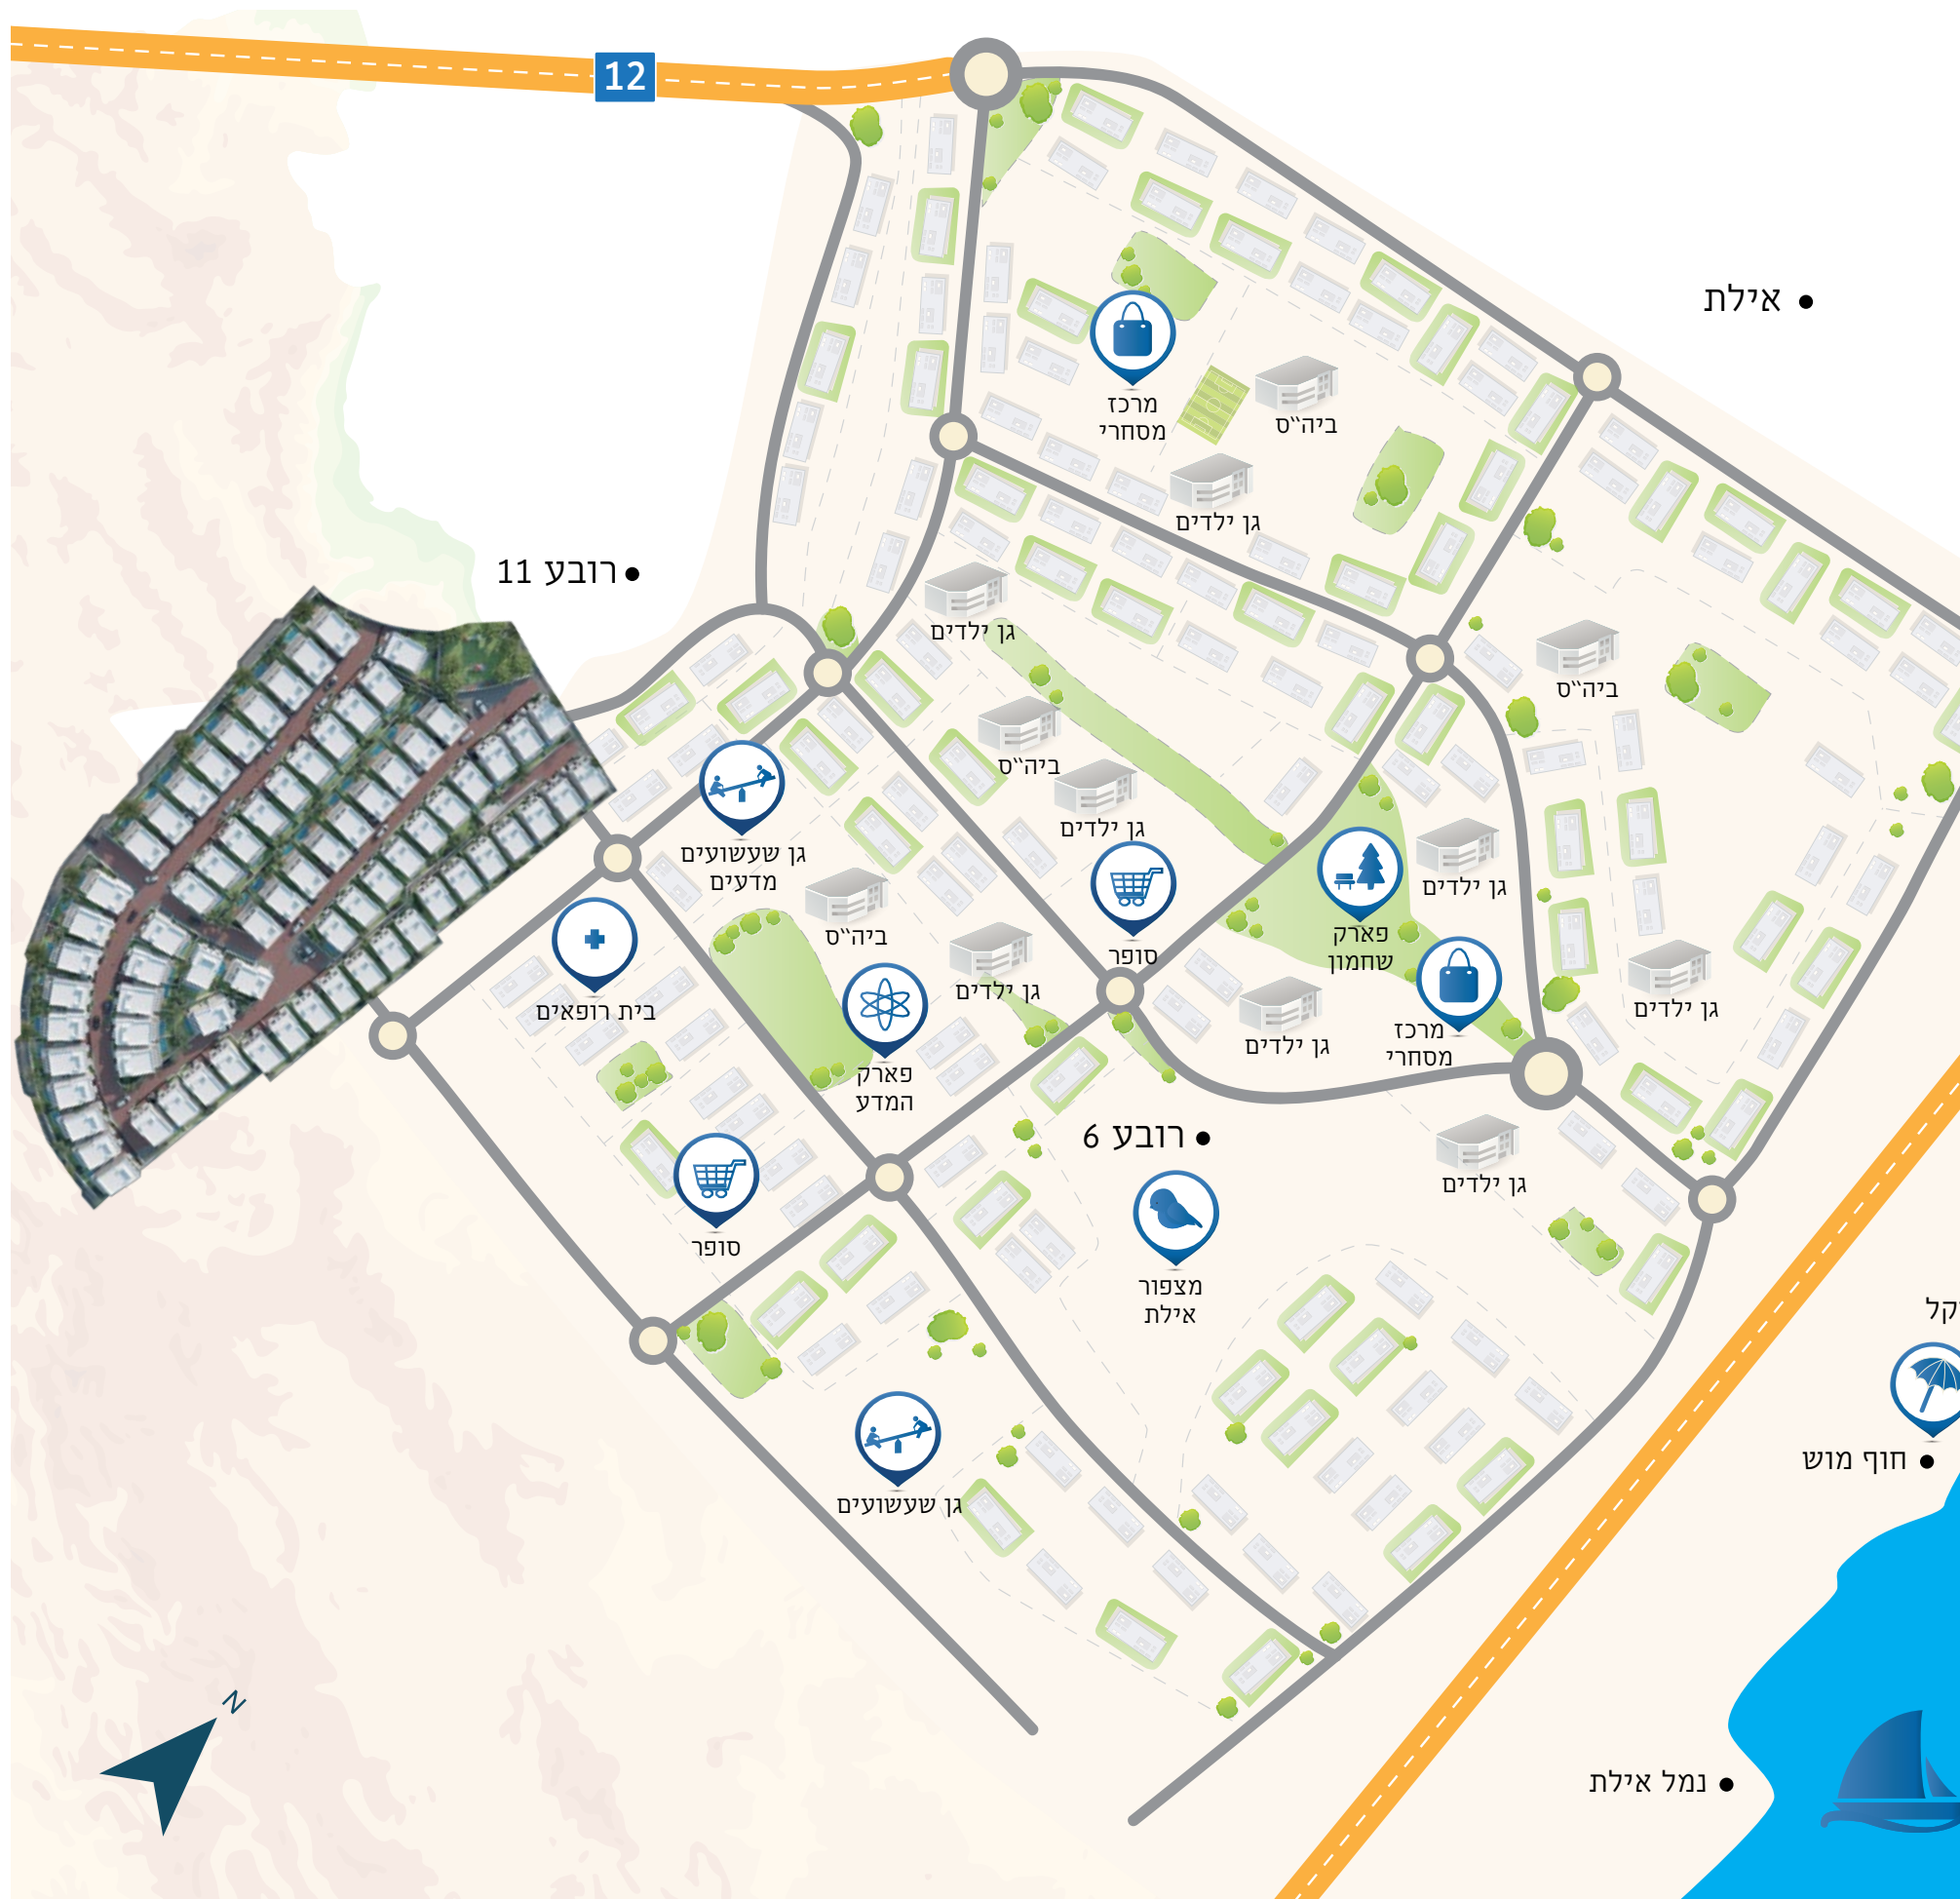 12
• אילת
מרכז
מסחרי
ביה״ס
גן ילדים
רובע 11 •
גן ילדים
ביה״ס
ביה״ס
גן ילדים
גן שעשועים
מדעים
גן ילדים
ביה״ס
סופר
פארק
שחמון
גן ילדים
בית רופאים
גן ילדים
גן ילדים
גן ילדים
מרכז
מסחרי
פארק
המדע
רובע 6 •
גן ילדים
סופר
מצפור
אילת
חוף מוש •
גן שעשועים
N
נמל אילת •